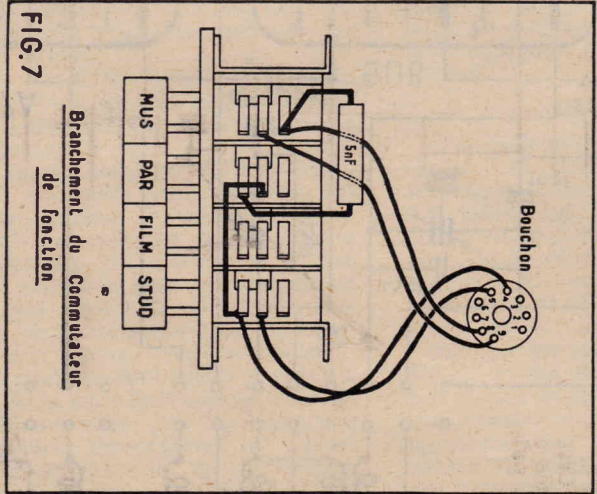 Bouchon
5nF
MUS
PAR
FILM
STUD
Branchement du Commutateur
de fonction
FIG.7